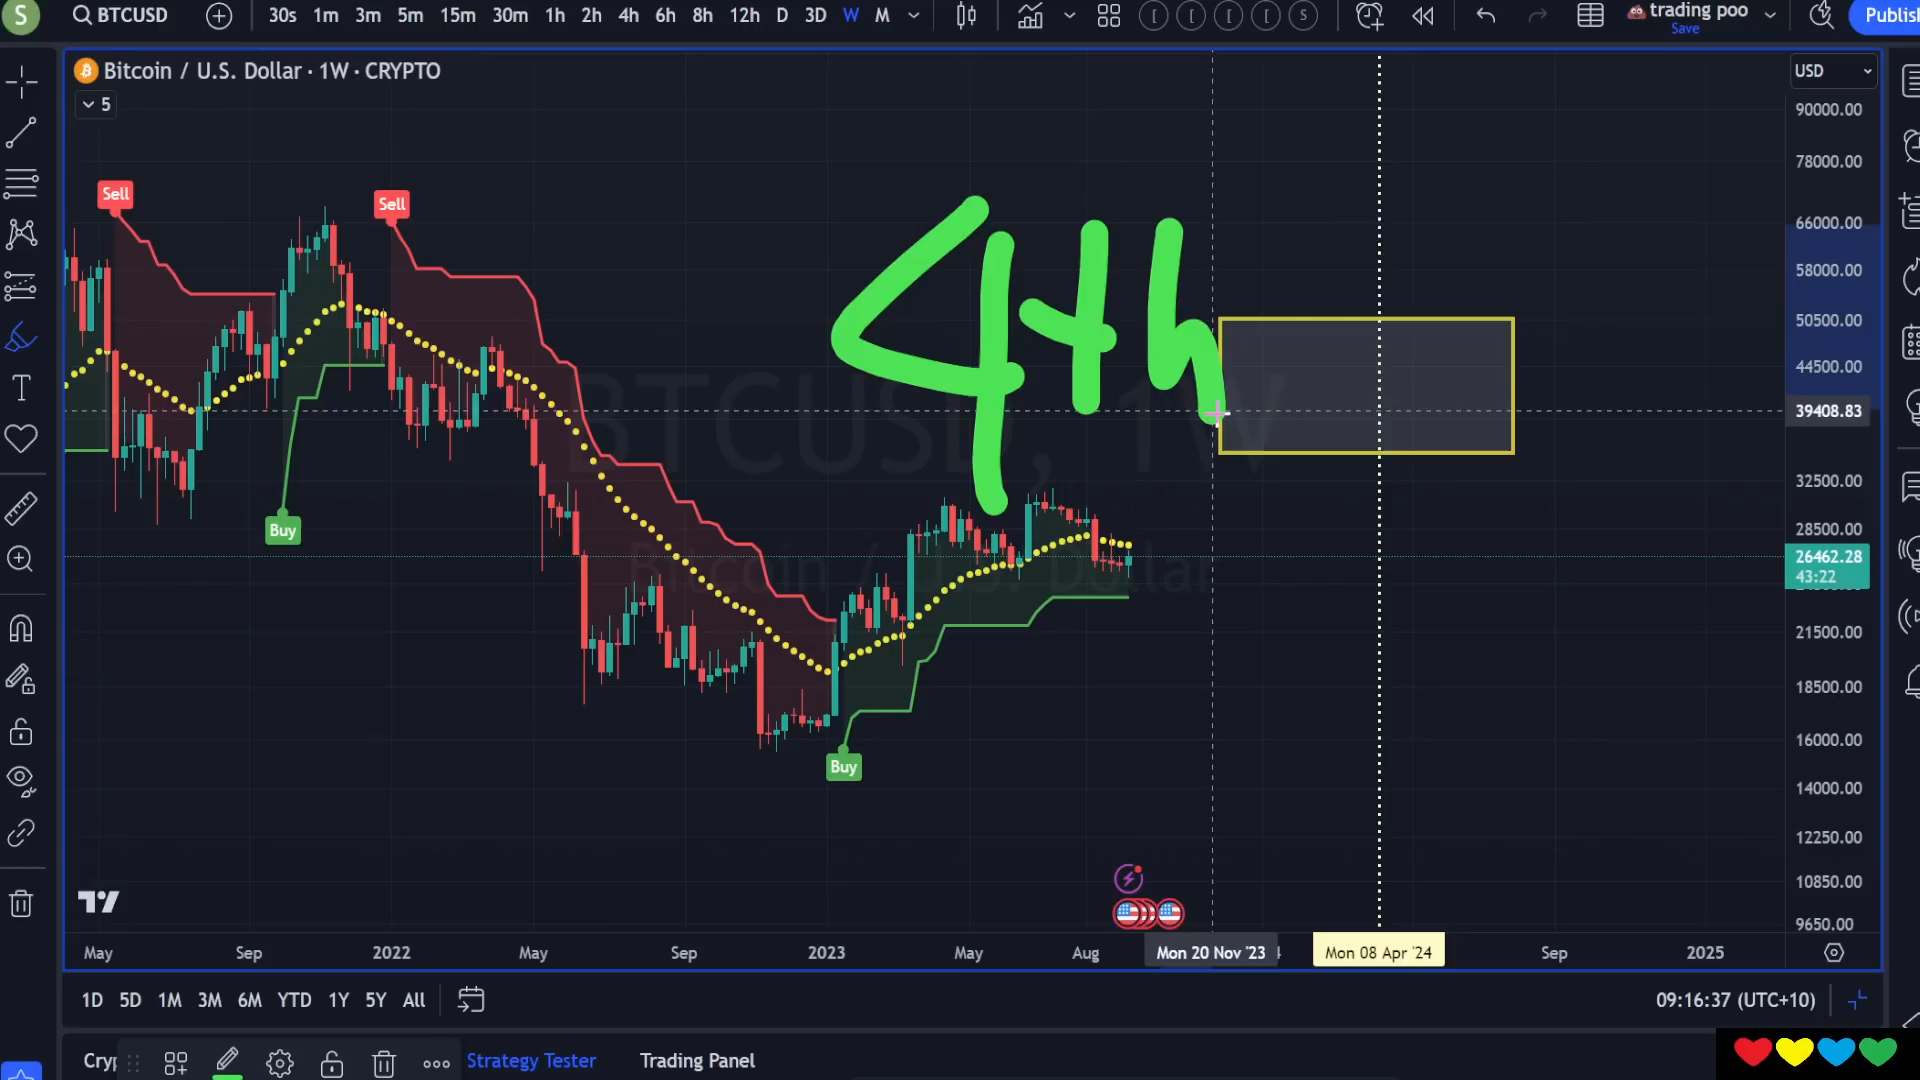 S
BTCUSD
30s 1m 3m 5m 15m 30m 1h 2h 4h 6h 8h 12h D 3D W M
[ [ [ [ S
trading poo
Save
Publis
Bitcoin / U.S. Dollar · 1W · CRYPTO
5
USD
90000.00
78000.00
66000.00
58000.00
50500.00
44500.00
39408.83
32500.00
28500.00
26462.28
43:22
21500.00
18500.00
16000.00
14000.00
12250.00
10850.00
9650.00
Sell
Sell
4th
BTCUSD, 1W
Bitcoin / U.S. Dollar
Buy
Buy
May Sep 2022 May Sep 2023 May Aug Mon 20 Nov '23 Mon 08 Apr '24 Sep 2025
1D 5D 1M 3M 6M YTD 1Y 5Y All
09:16:37 (UTC+10)
Cryp
Strategy Tester
Trading Panel